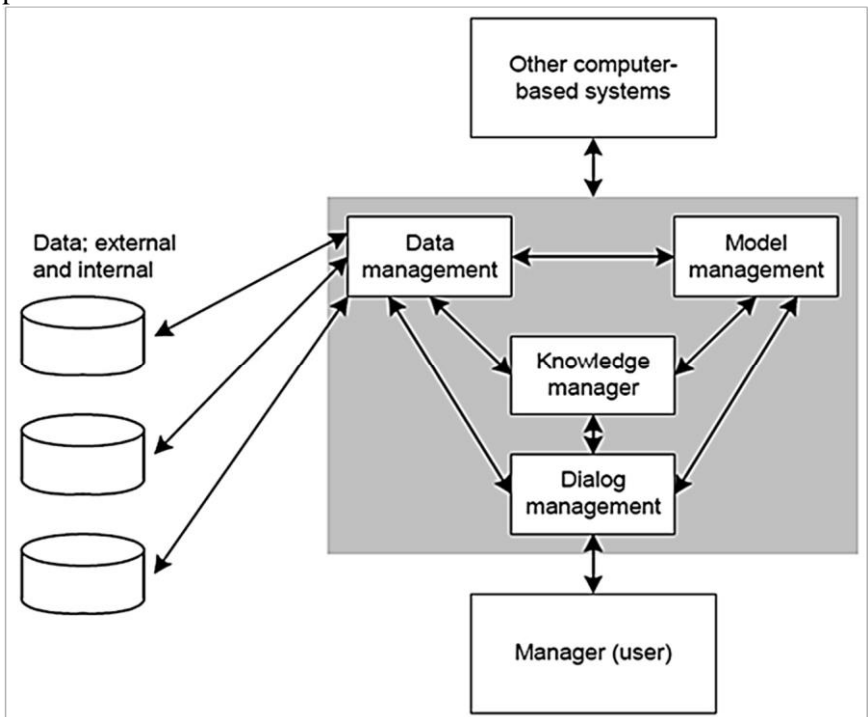 Other computer-
based systems
Data; external
and internal
Data
management
Model
management
Knowledge
manager
Dialog
management
Manager (user)